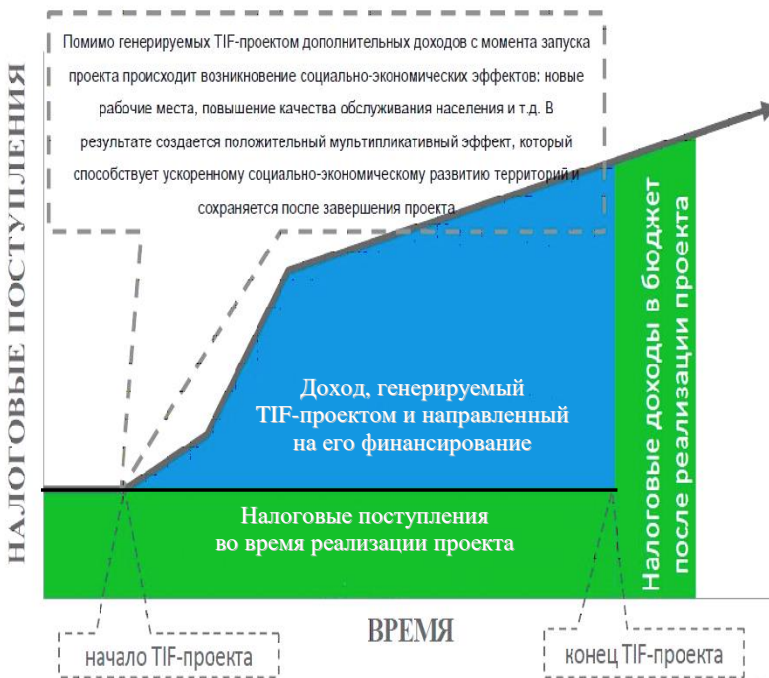 Помимо генерируемых TIF-проектом дополнительных доходов с момента запуска
проекта происходит возникновение социально-экономических эффектов: новые
рабочие места, повышение качества обслуживания населения и т.д. В
результате создается положительный мультипликативный эффект, который
способствует ускоренному социально-экономическому развитию территорий и
сохраняется после завершения проекта
НАЛОГОВЫЕ ПОСТУПЛЕНИЯ
Доход, генерируемый
TIF-проектом и направленный
на его финансирование
Налоговые доходы в бюджет
после реализации проекта
Налоговые поступления
во время реализации проекта
ВРЕМЯ
начало TIF-проекта
конец TIF-проекта